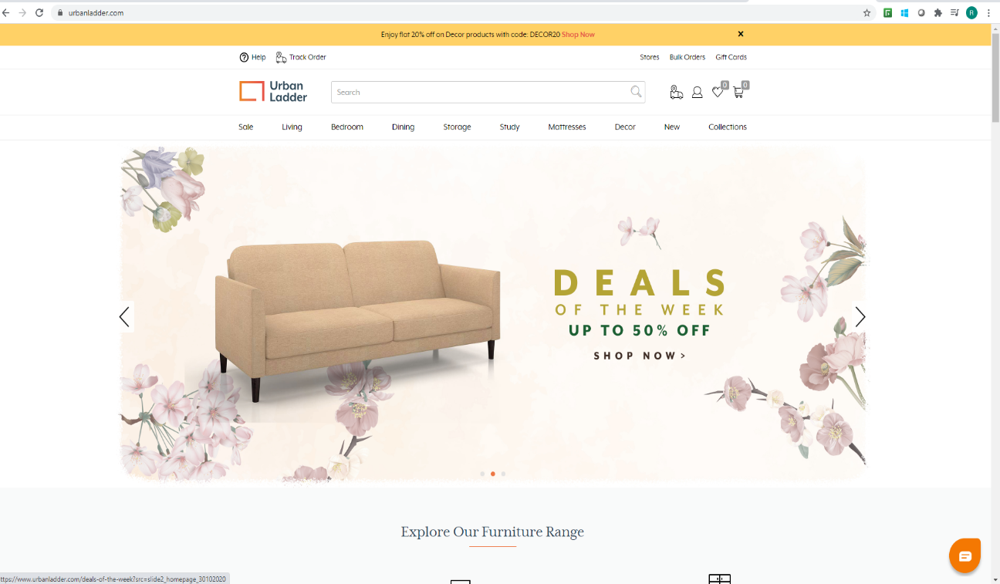 urbanladder.com
R
Enjoy flat 20% off on Decor products with code: DECOR20 Shop Now
Help
Track Order
Stores
Bulk Orders
Gift Cards
Urban
Ladder
Search
0
0
Sale
Living
Bedroom
Dining
Storage
Study
Mattresses
Decor
New
Collections
DEALS
OF THE WEEK
UP TO 50% OFF
SHOP NOW >
Explore Our Furniture Range
ttps://www.urbanladder.com/deals-of-the-week?src=slide2_homepage_30102020